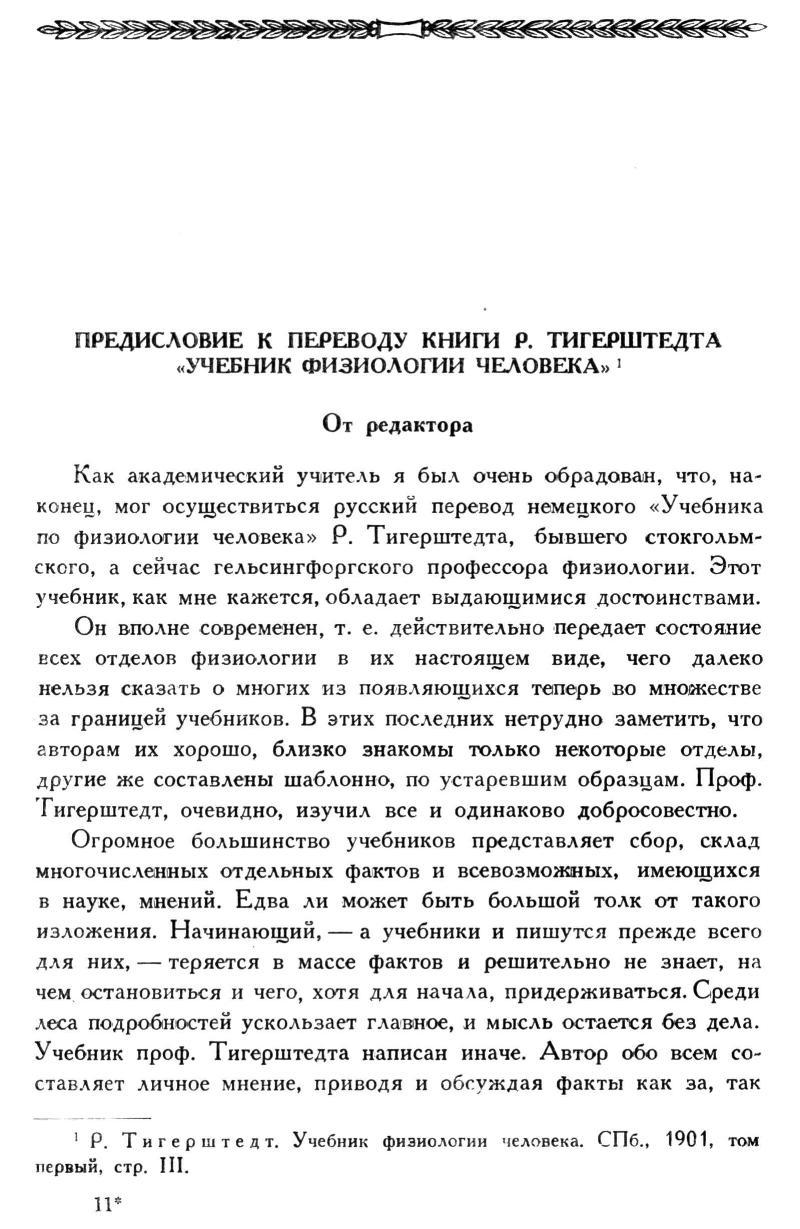 ПРЕДИСЛОВИЕ К ПЕРЕВОДУ КНИГИ Р. ТИГЕРШТЕДТА
«УЧЕБНИК ФИЗИОЛОГИИ ЧЕЛОВЕКА» ¹
От редактора
Как академический учитель я был очень обрадован, что, на-
конец, мог осуществиться русский перевод немецкого «Учебника
по физиологии человека» Р. Тигерштедта, бывшего стокгольм-
ского, а сейчас гельсингфоргского профессора физиологии. Этот
учебник, как мне кажется, обладает выдающимися достоинствами.
Он вполне современен, т. е. действительно передает состояние
всех отделов физиологии в их настоящем виде, чего далеко
нельзя сказать о многих из появляющихся теперь во множестве
за границей учебников. В этих последних нетрудно заметить, что
авторам их хорошо, близко знакомы только некоторые отделы,
другие же составлены шаблонно, по устаревшим образцам. Проф.
Тигерштедт, очевидно, изучил все и одинаково добросовестно.
Огромное большинство учебников представляет сбор, склад
многочисленных отдельных фактов и всевозможных, имеющихся
в науке, мнений. Едва ли может быть большой толк от такого
изложения. Начинающий, — а учебники и пишутся прежде всего
для них, — теряется в массе фактов и решительно не знает, на
чем остановиться и чего, хотя для начала, придерживаться. Среди
леса подробностей ускользает главное, и мысль остается без дела.
Учебник проф. Тигерштедта написан иначе. Автор обо всем со-
ставляет личное мнение, приводя и обсуждая факты как за, так
¹ Р. Тигерштедт. Учебник физиологии человека. СПб., 1901, том
первый, стр. III.
11*